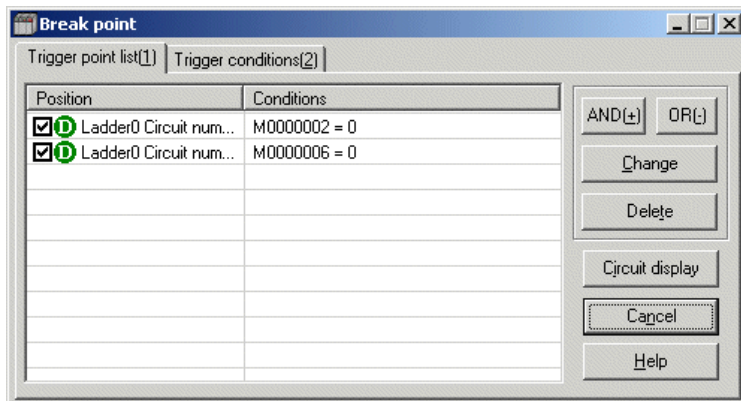 Break point
Trigger point list(1) Trigger conditions(2)
Position Conditions
D Ladder0 Circuit num... M0000002 = 0
D Ladder0 Circuit num... M0000006 = 0
AND(+) OR(-)
Change
Delete
Circuit display
Cancel
Help